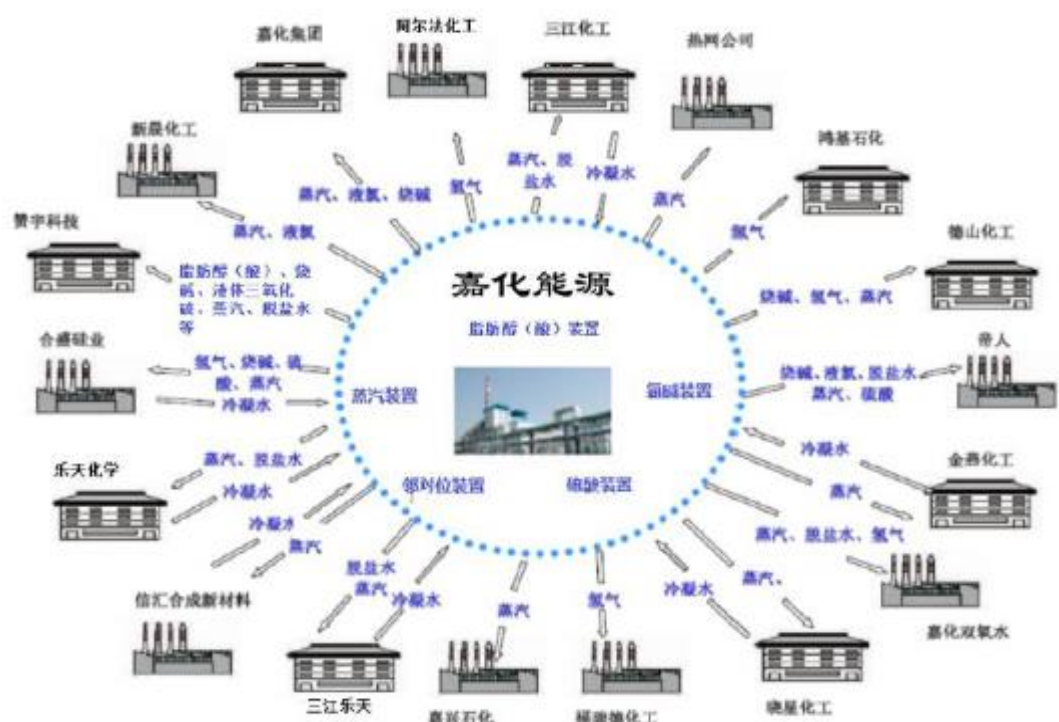 嘉化集团
阿尔法化工
三江化工
热网公司
新晨化工
鸿基石化
赞宇科技
德山化工
合盛硅业
帝人
乐天化学
金燕化工
信汇合成新材料
嘉化双氧水
三江乐天
嘉兴石化
福瑞德化工
晓星化工
蒸汽、液氯、烧碱
氢气
蒸汽、脱
盐水
冷凝水
蒸汽
氢气
蒸汽、液氯
脂肪醇（酸）、烧
碱、液体三氧化
硫、蒸汽、脱盐水
等
烧碱、氢气、蒸汽
氢气、烧碱、硫
酸、蒸汽
冷凝水
烧碱、液氯、脱盐水
蒸汽、硫酸
蒸汽、脱盐水
冷凝水
冷凝水
蒸汽
冷凝水
蒸汽
蒸汽、脱盐水、氢气
脱盐水
蒸汽
冷凝水
蒸汽
氢气
冷凝水
蒸汽、
嘉化能源
脂肪醇（酸）装置
蒸汽装置
氯碱装置
邻对位装置
硫酸装置